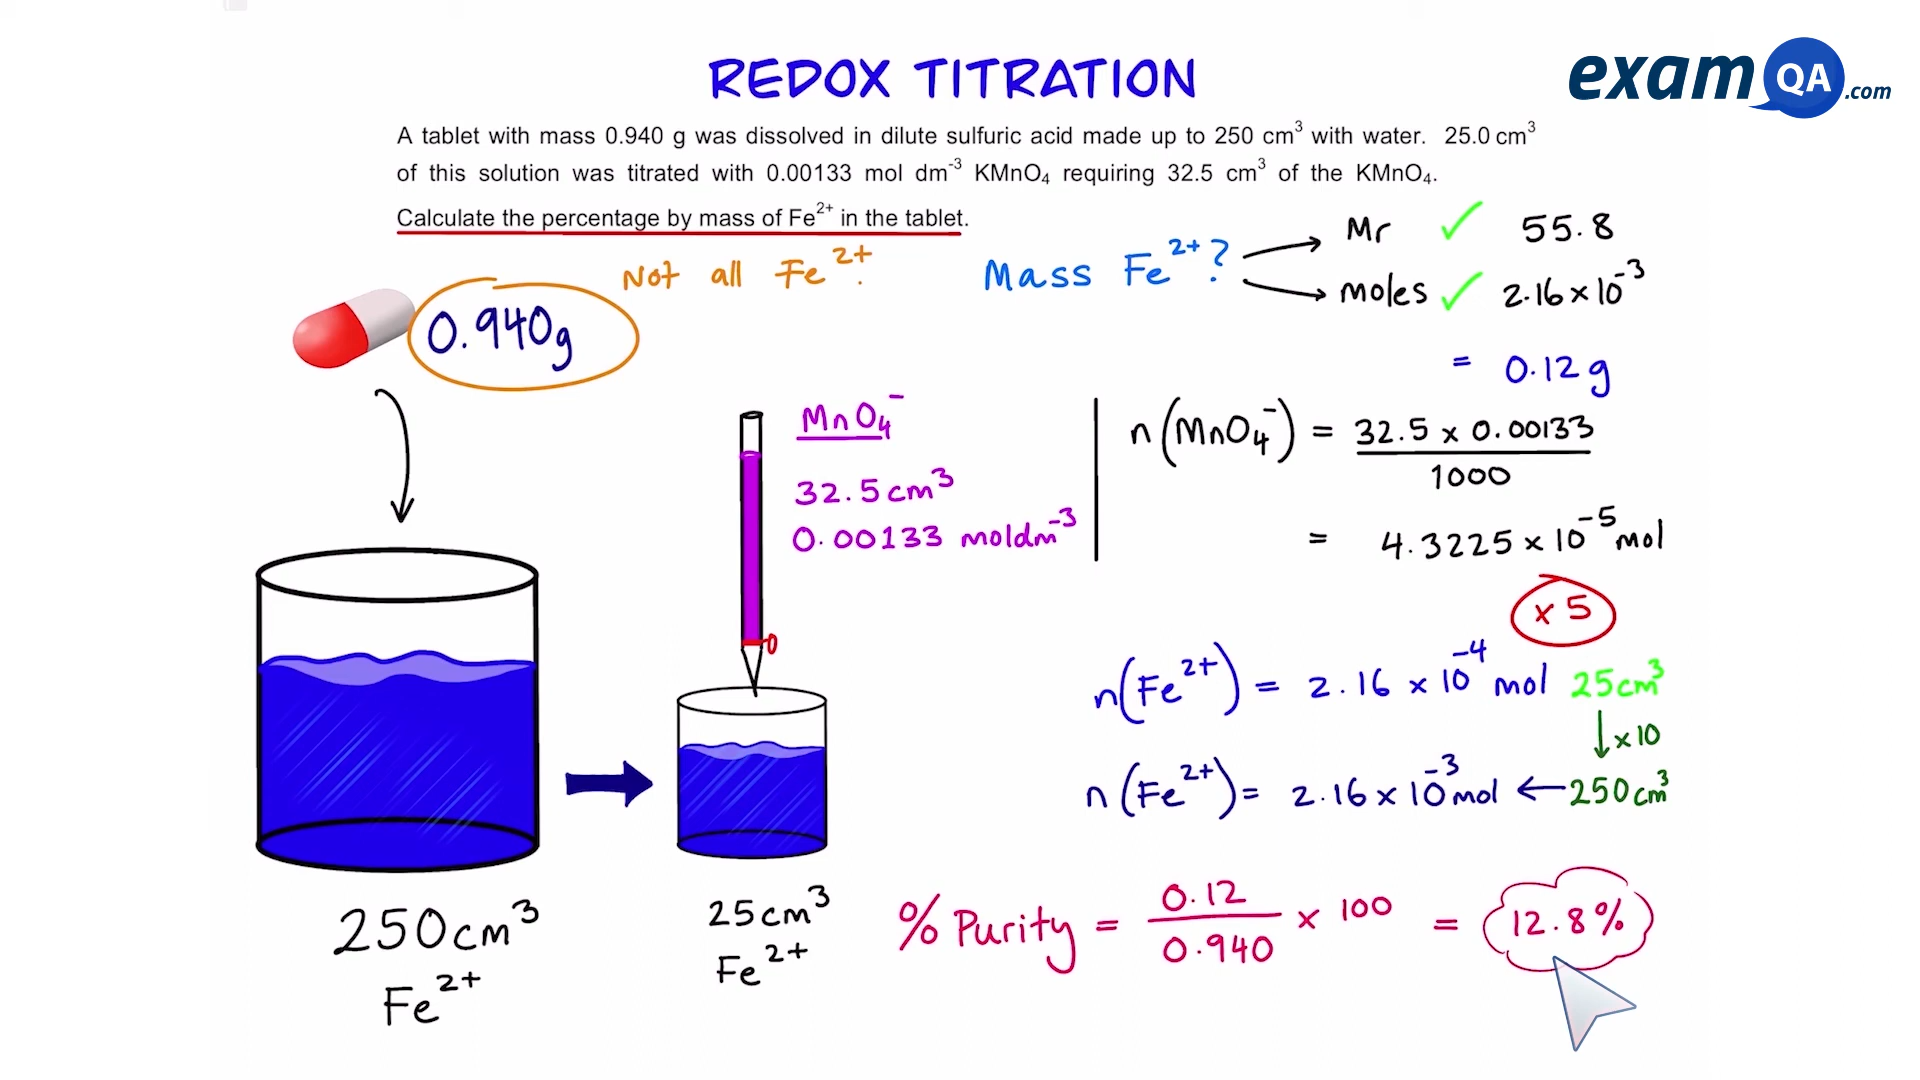 REDOX TITRATION
examQA.com
A tablet with mass 0.940 g was dissolved in dilute sulfuric acid made up to 250 cm³ with water. 25.0 cm³
of this solution was titrated with 0.00133 mol dm⁻³ KMnO₄ requiring 32.5 cm³ of the KMnO₄.
Calculate the percentage by mass of Fe²⁺ in the tablet.
Not all Fe²⁺.
Mass Fe²⁺?
Mr ✓ 55.8
moles ✓ 2.16 × 10⁻³
= 0.12g
0.940g
MnO₄⁻
32.5cm³
0.00133 moldm⁻³
n(MnO₄⁻) = 32.5 × 0.00133
1000
= 4.3225 × 10⁻⁵ mol
× 5
n(Fe²⁺) = 2.16 × 10⁻⁴ mol 25cm³
↓ ×10
n(Fe²⁺) = 2.16 × 10⁻³ mol ← 250cm³
250cm³
Fe²⁺
25cm³
Fe²⁺
% Purity = 0.12 × 100 = 12.8%
0.940